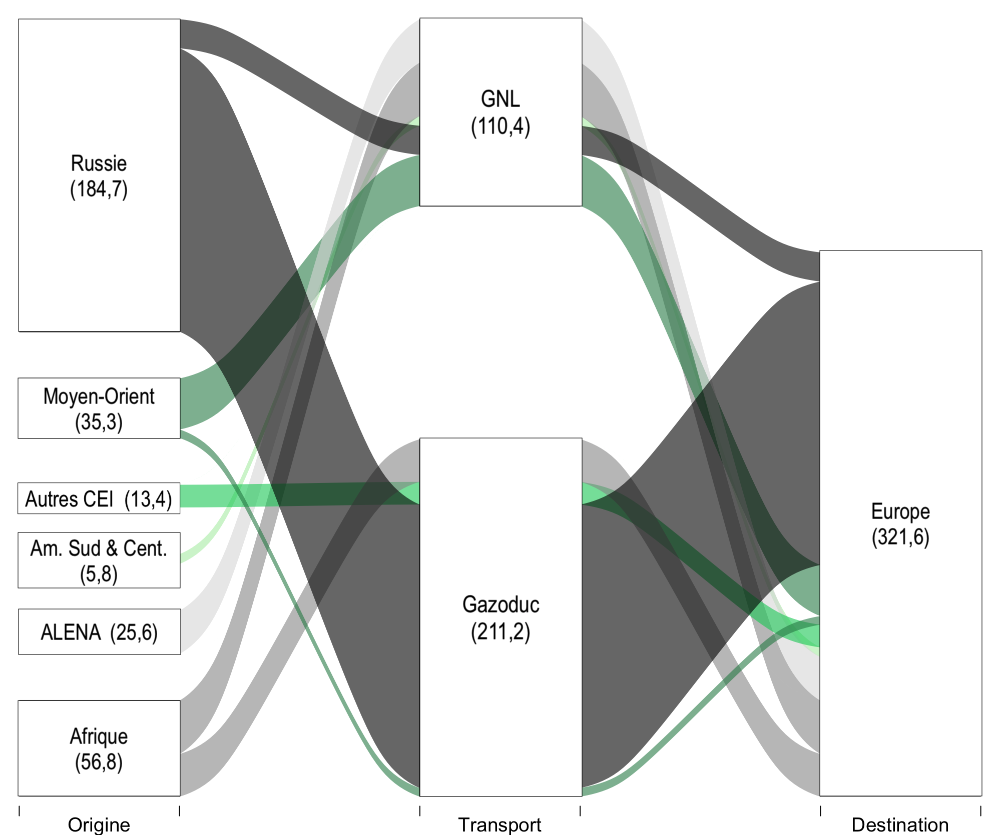 Russie
(184,7)
Moyen-Orient
(35,3)
Autres CEI (13,4)
Am. Sud & Cent.
(5,8)
ALENA (25,6)
Afrique
(56,8)
GNL
(110,4)
Gazoduc
(211,2)
Europe
(321,6)
Origine
Transport
Destination